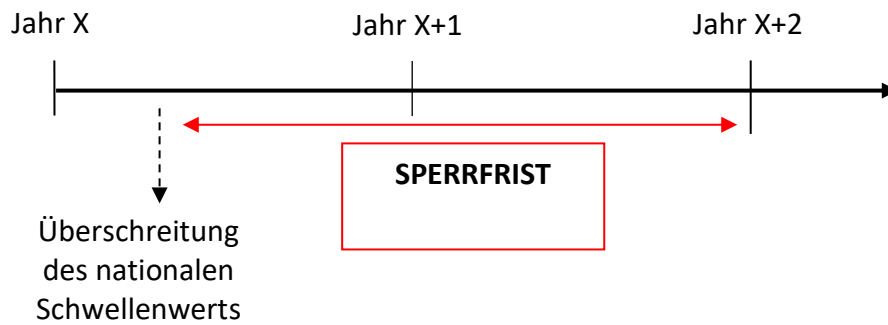 Jahr X
Jahr X+1
Jahr X+2
SPERRFRIST
Überschreitung
des nationalen
Schwellenwerts